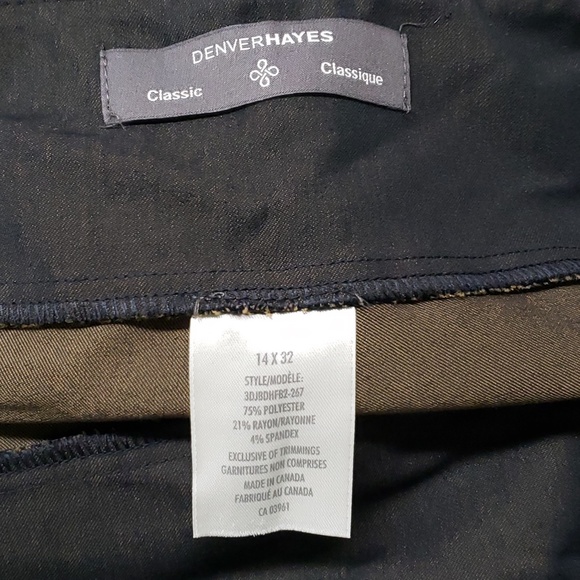 DENVERHAYES
Classic Classique
14 X 32
STYLE/MODÈLE:
3DJBDHFB2-267
75% POLYESTER
21% RAYON/RAYONNE
4% SPANDEX
EXCLUSIVE OF TRIMMINGS
GARNITURES NON COMPRISES
MADE IN CANADA
FABRIQUÉ AU CANADA
CA 03961